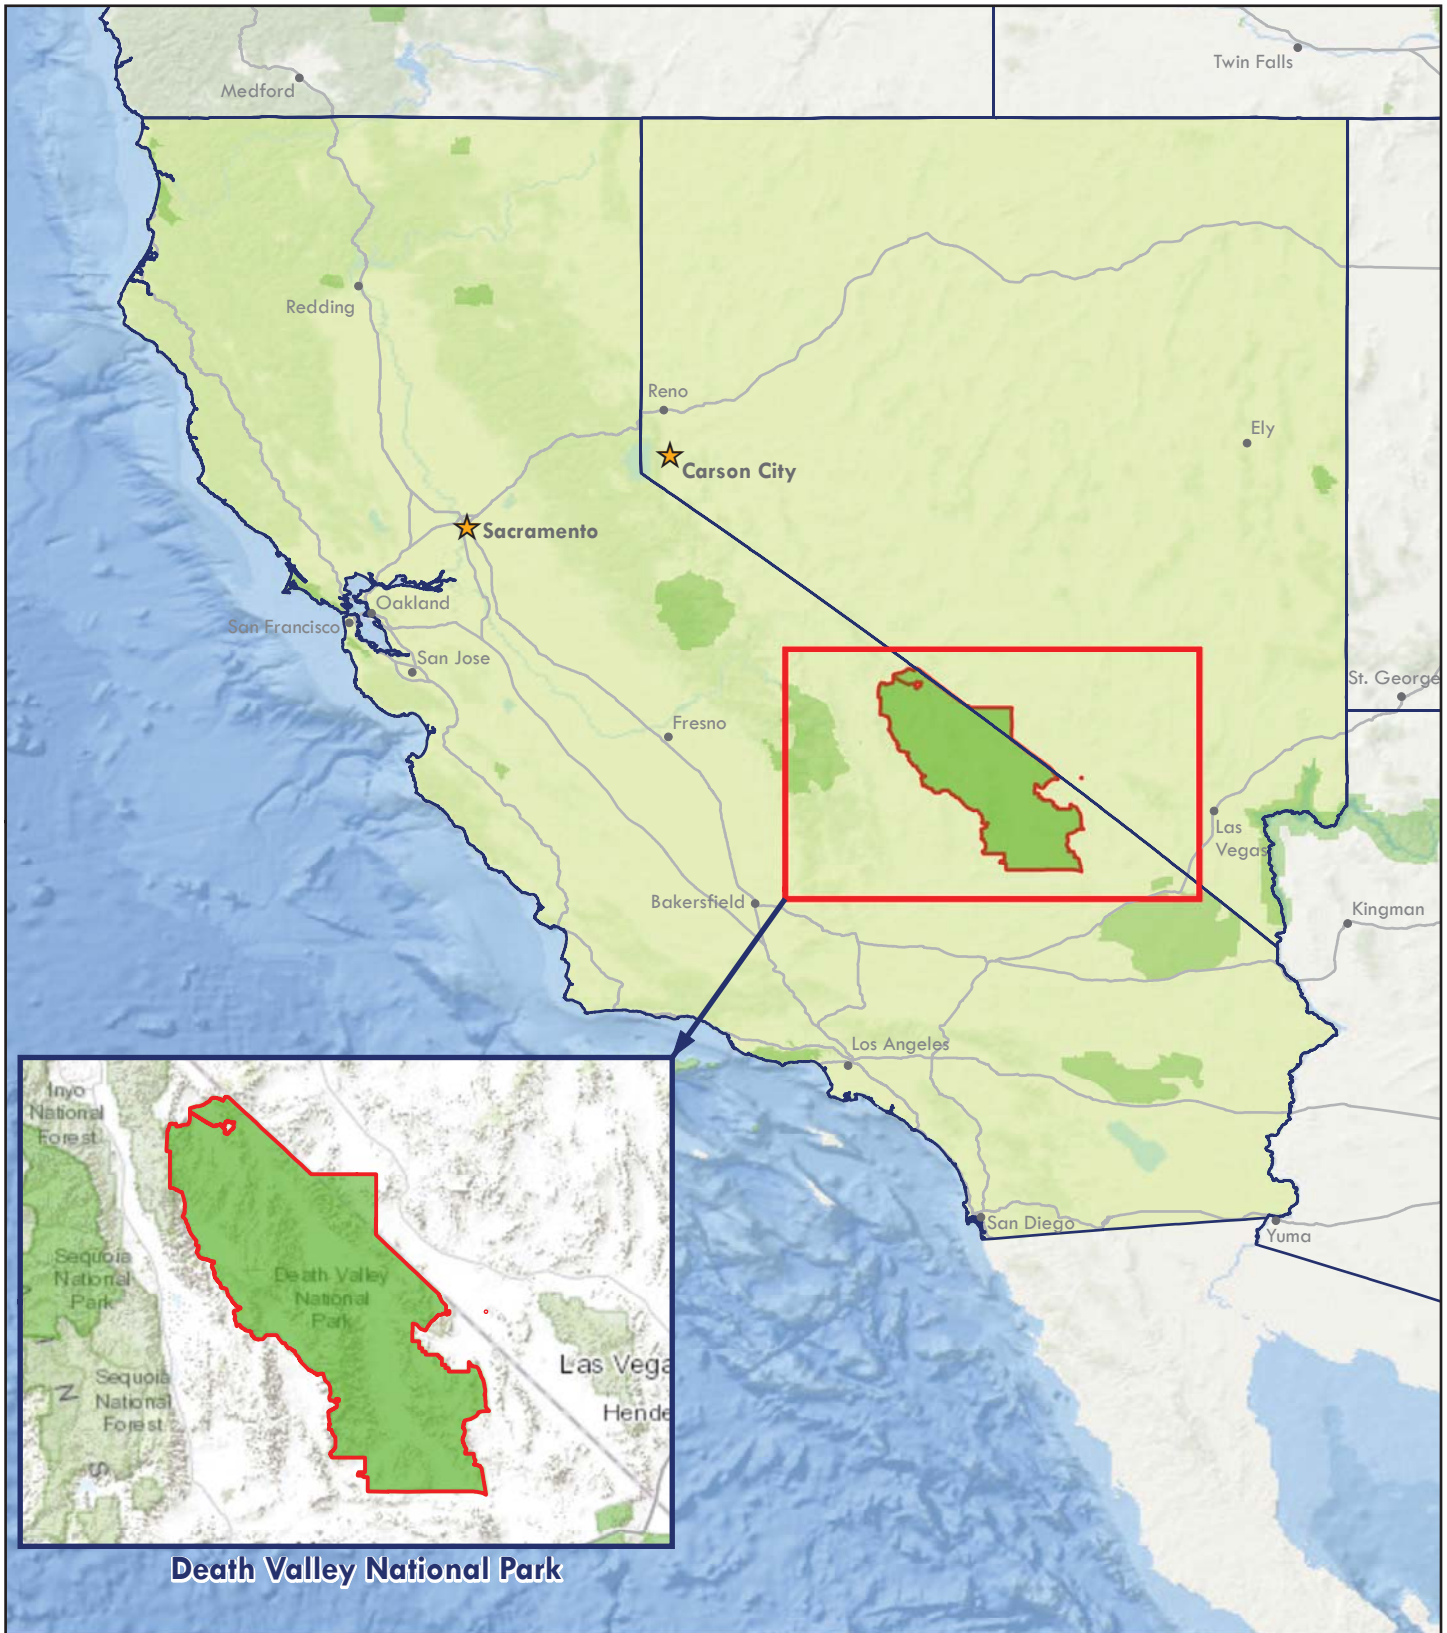 Twin Falls
Medford
Redding
Reno
Ely
Carson City
Sacramento
Oakland
San Francisco
San Jose
St. George
Fresno
Las
Vegas
Bakersfield
Kingman
Los Angeles
San Diego
Yuma
Inyo
National
Forest
Sequoia
National
Park
Death Valley
National
Park
Las Vega
Sequoia
National
Forest
Hende
N
S
Death Valley National Park